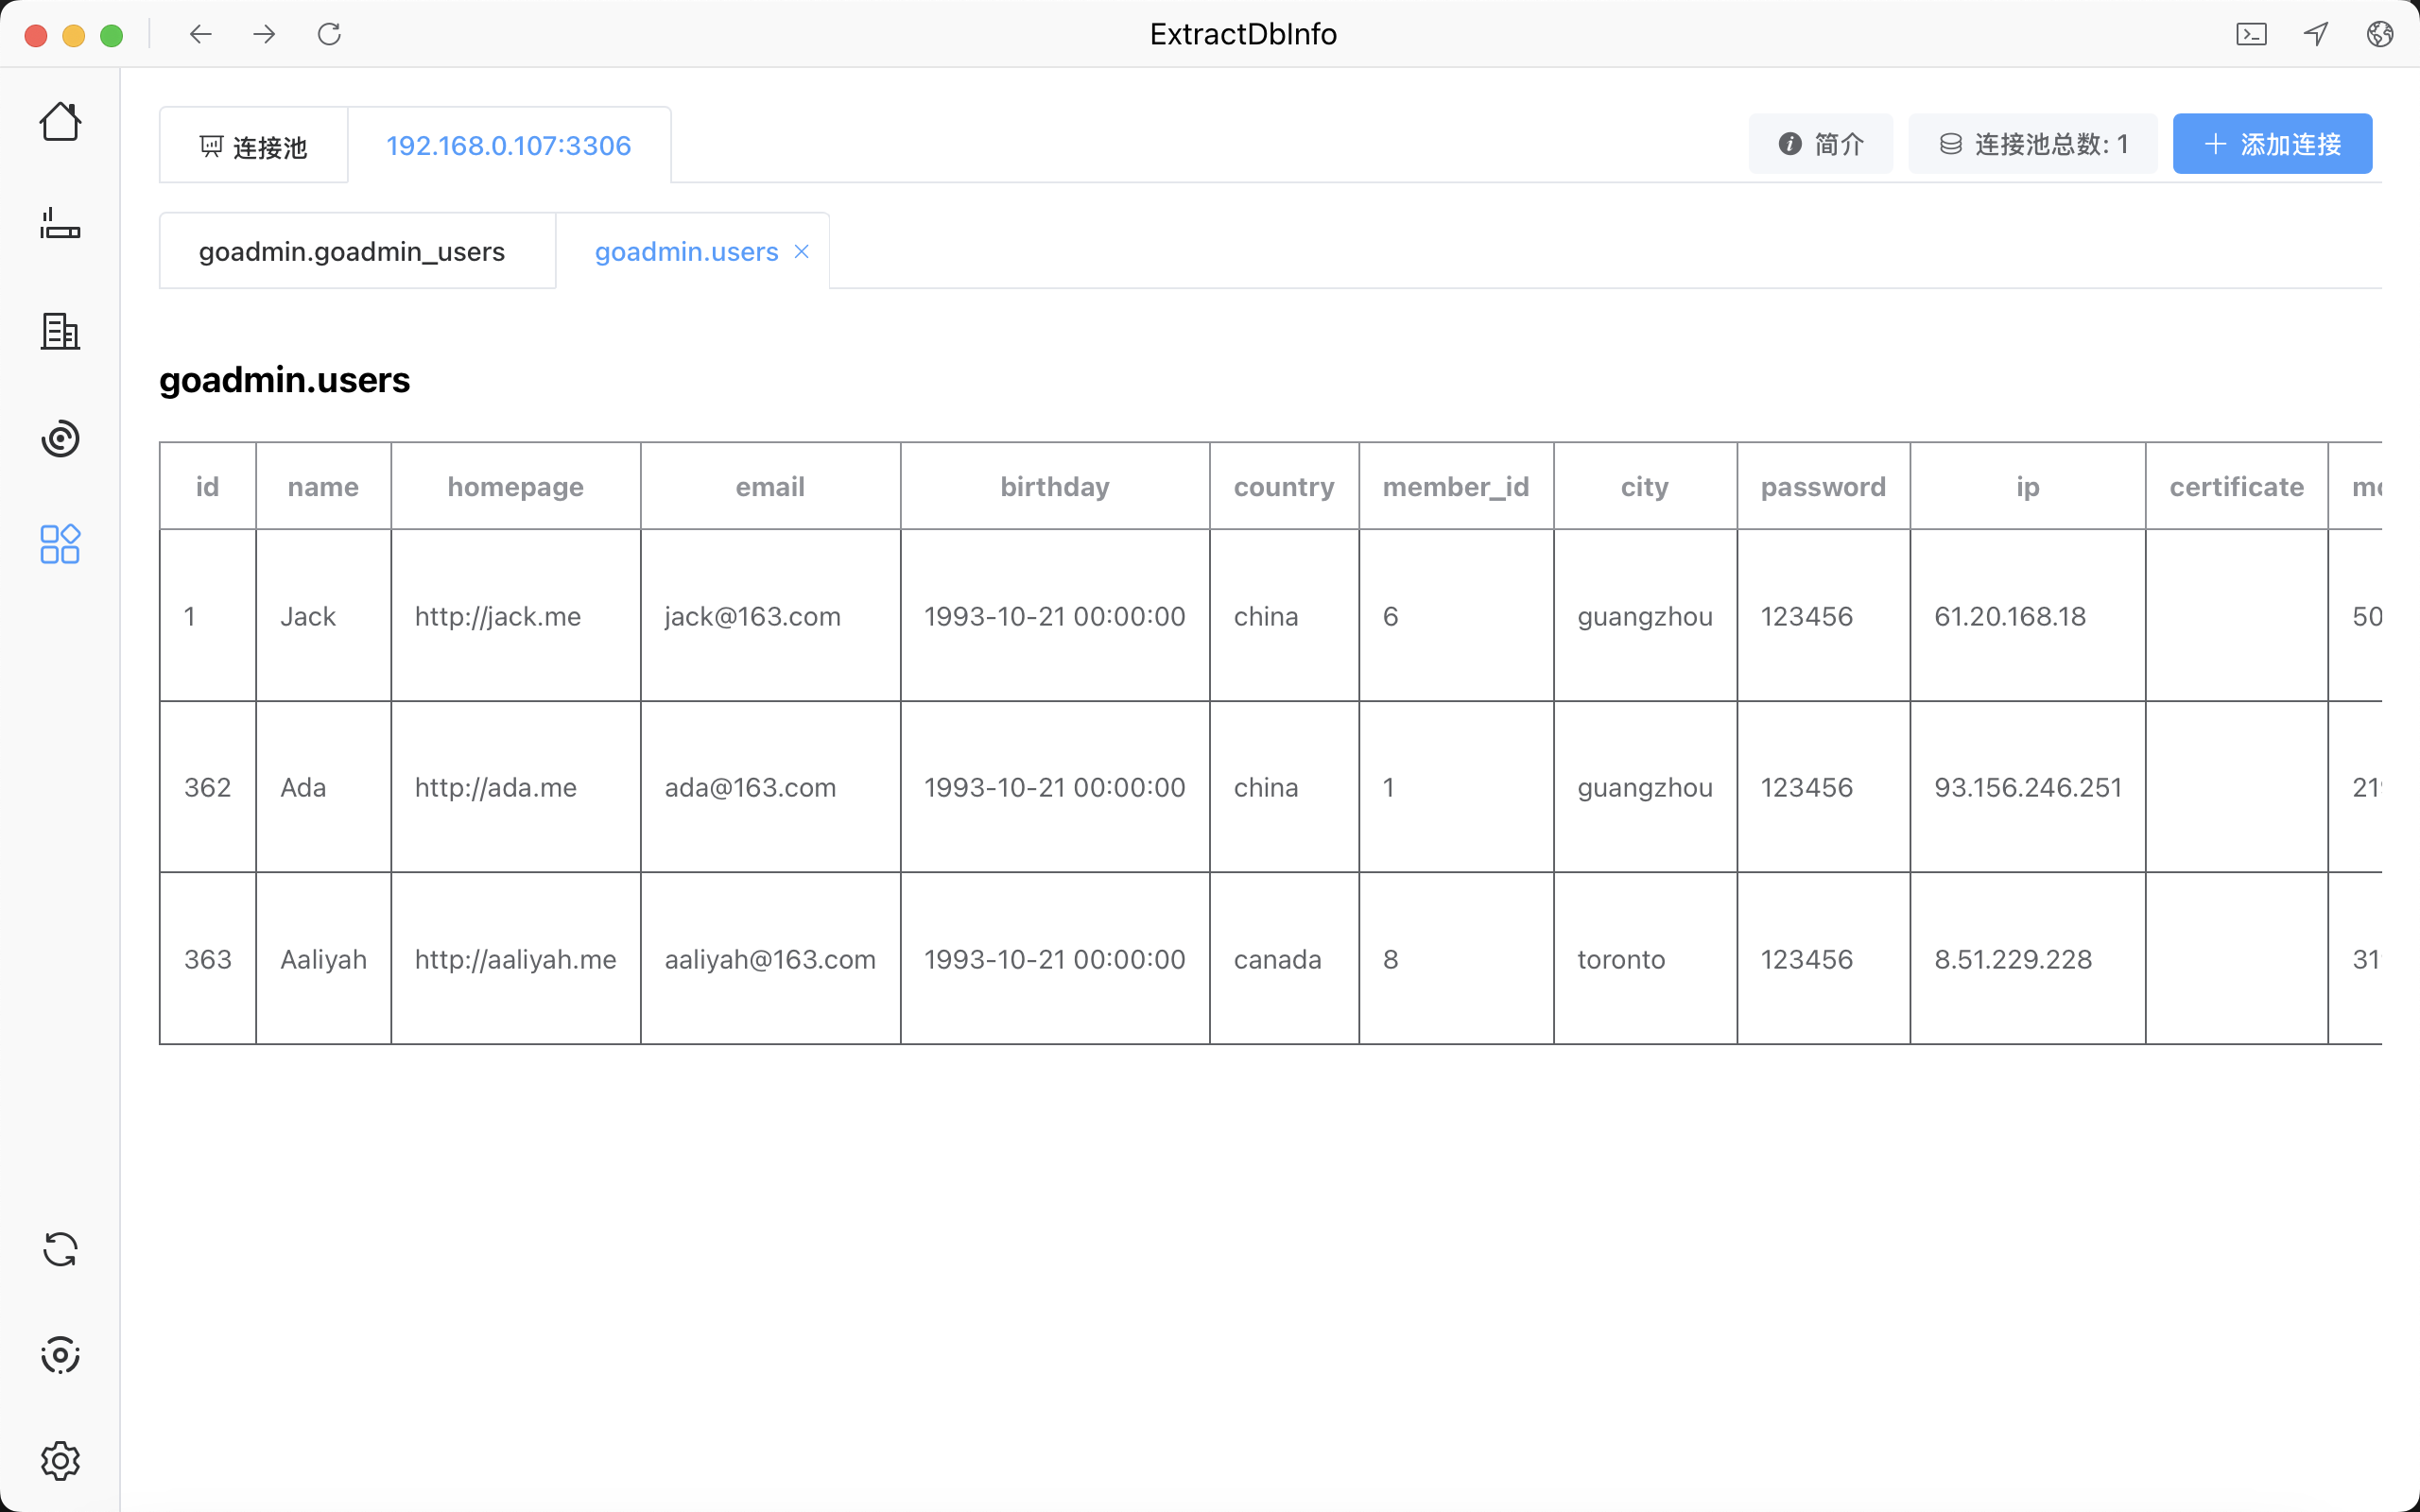 ExtractDbInfo
连接池 192.168.0.107:3306 简介 连接池总数: 1 添加连接
goadmin.goadmin_users goadmin.users
goadmin.users
id name homepage email birthday country member_id city password ip certificate
1 Jack http://jack.me jack@163.com 1993-10-21 00:00:00 china 6 guangzhou 123456 61.20.168.18 50
362 Ada http://ada.me ada@163.com 1993-10-21 00:00:00 china 1 guangzhou 123456 93.156.246.251
363 Aaliyah http://aaliyah.me aaliyah@163.com 1993-10-21 00:00:00 canada 8 toronto 123456 8.51.229.228 31